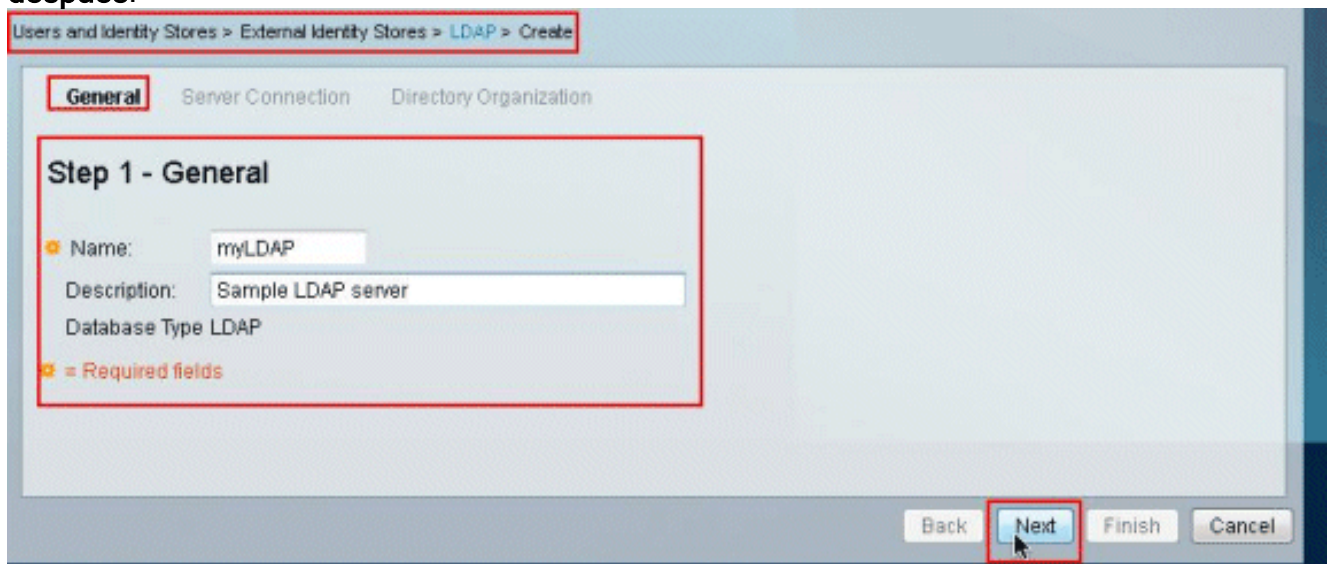 después.
Users and Identity Stores > External Identity Stores > LDAP > Create
General Server Connection Directory Organization
Step 1 - General
Name: myLDAP
Description: Sample LDAP server
Database Type LDAP
= Required fields
Back Next Finish Cancel